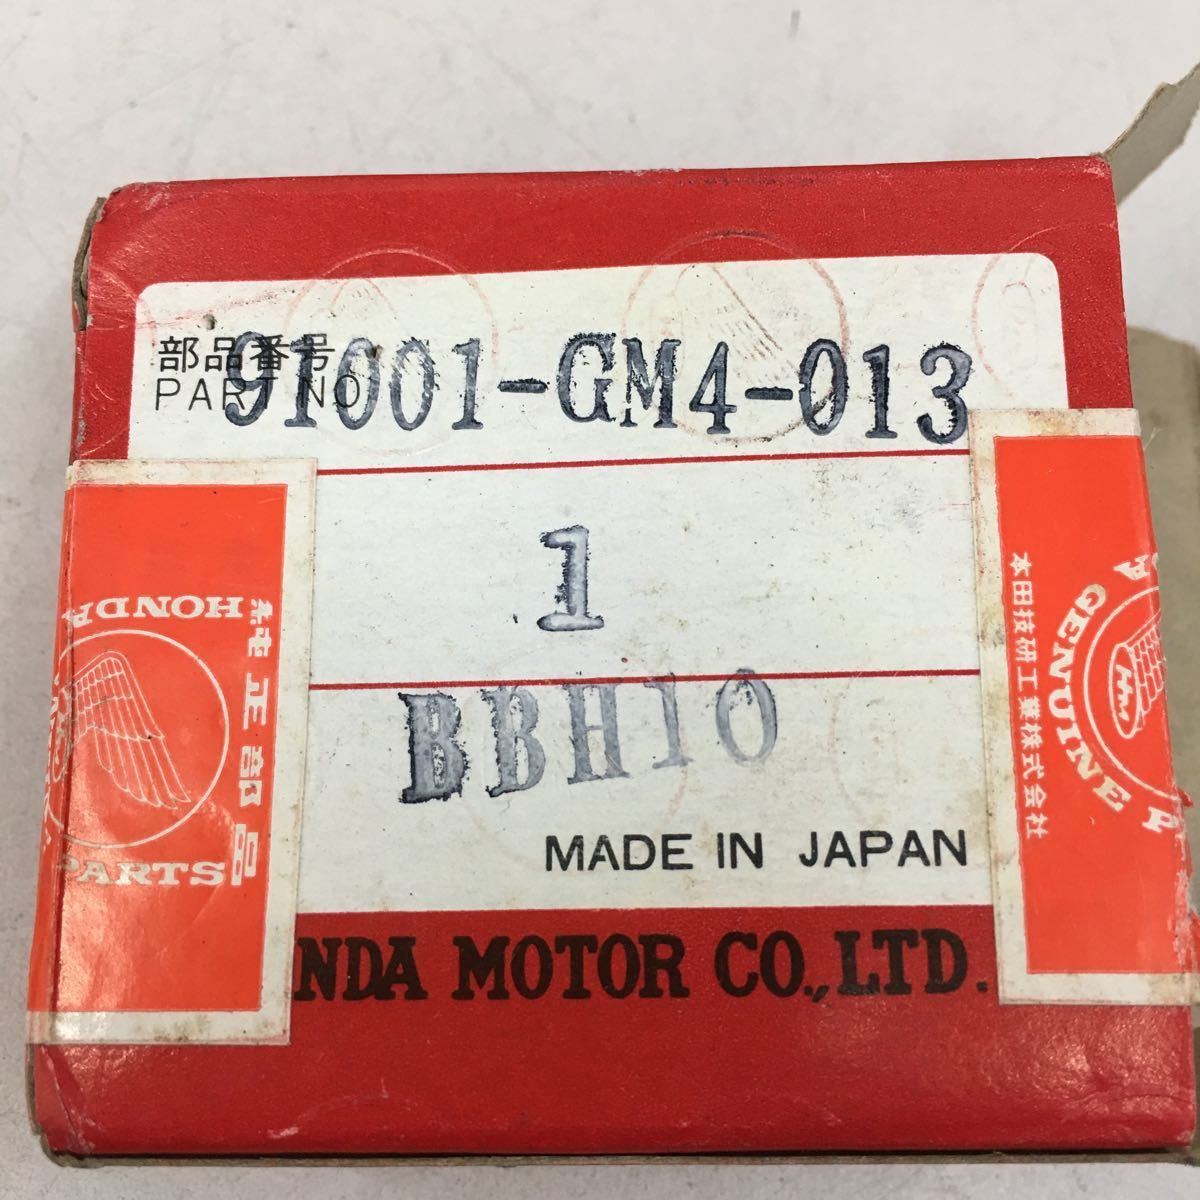 部品番号
PART NO
91001-GM4-013
1
BBH10
MADE IN JAPAN
NDA MOTOR CO., LTD.
HONDA
純正部品
PARTS
GENUINE P
本田技研工業株式会社